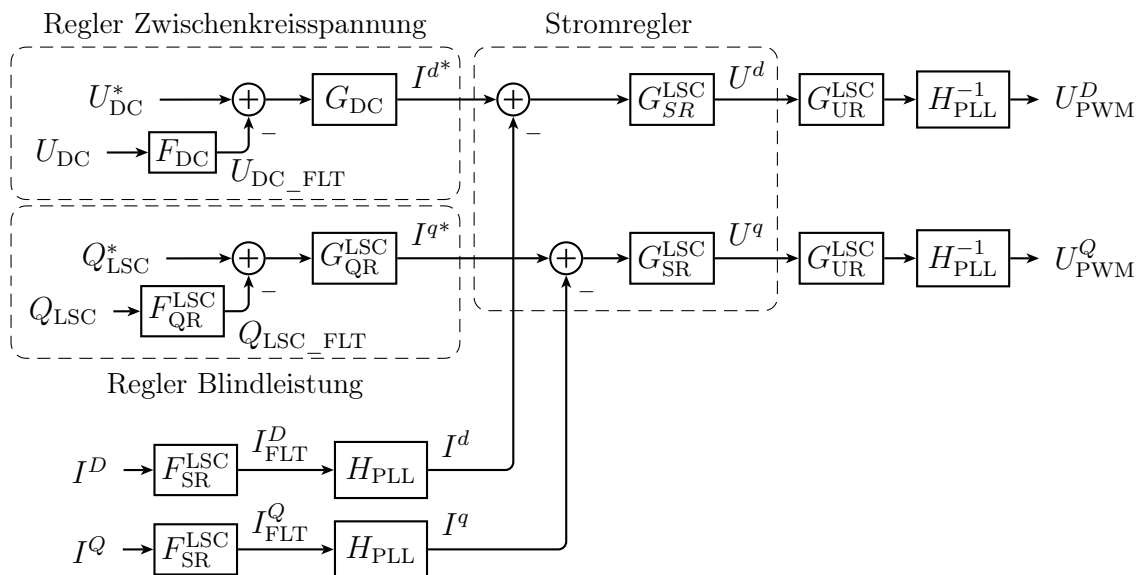 Regler Zwischenkreisspannung Stromregler
U*_DC + G_DC I^d* + G^LSC_SR U^d G^LSC_UR H^-1_PLL U^D_PWM
− −
U_DC F_DC U_DC_FLT
Q*_LSC + G^LSC_QR I^q* + G^LSC_SR U^q G^LSC_UR H^-1_PLL U^Q_PWM
− −
Q_LSC F^LSC_QR Q_LSC_FLT
Regler Blindleistung
I^D F^LSC_SR I^D_FLT H_PLL I^d
I^Q F^LSC_SR I^Q_FLT H_PLL I^q